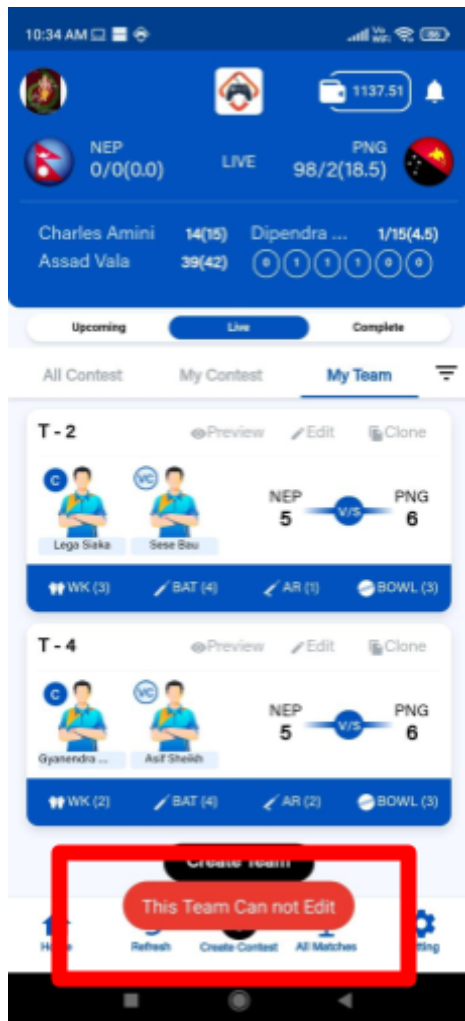 10:34 AM
Vo
WiFi
86
1137.51
NEP
0/0(0.0)
LIVE
PNG
98/2(18.5)
Charles Amini 14(15)
Assad Vala 39(42)
Dipendra ... 1/15(4.5)
0 1 1 1 0 0
Upcoming Live Complete
All Contest My Contest My Team
T - 2 Preview Edit Clone
C VC
Lega Siaka Sese Bau
NEP
5
V/S
PNG
6
WK (3) BAT (4) AR (1) BOWL (3)
T - 4 Preview Edit Clone
C VC
Gyanendra ... Asif Sheikh
NEP
5
V/S
PNG
6
WK (2) BAT (4) AR (2) BOWL (3)
Create Team
This Team Can not Edit
Refresh Create Contest All Matches